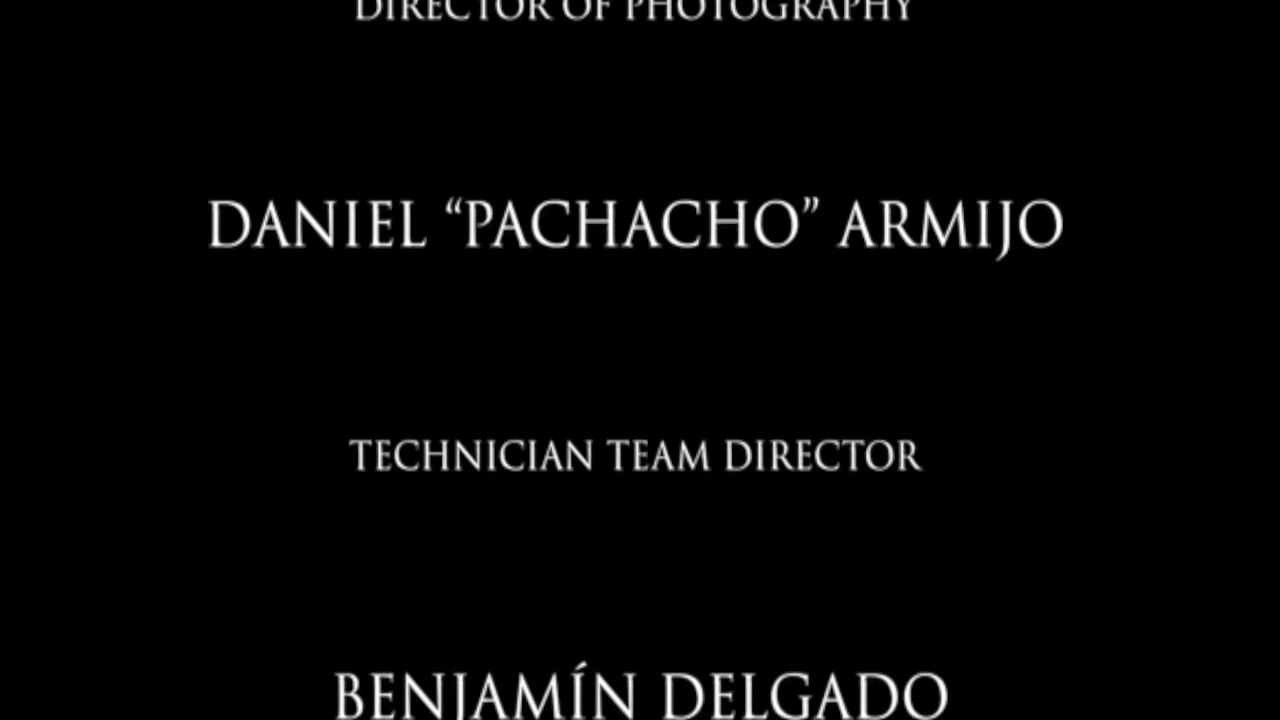 DIRECTOR OF PHOTOGRAPHY
DANIEL “PACHACHO” ARMIJO
TECHNICIAN TEAM DIRECTOR
BENJAMÍN DELGADO